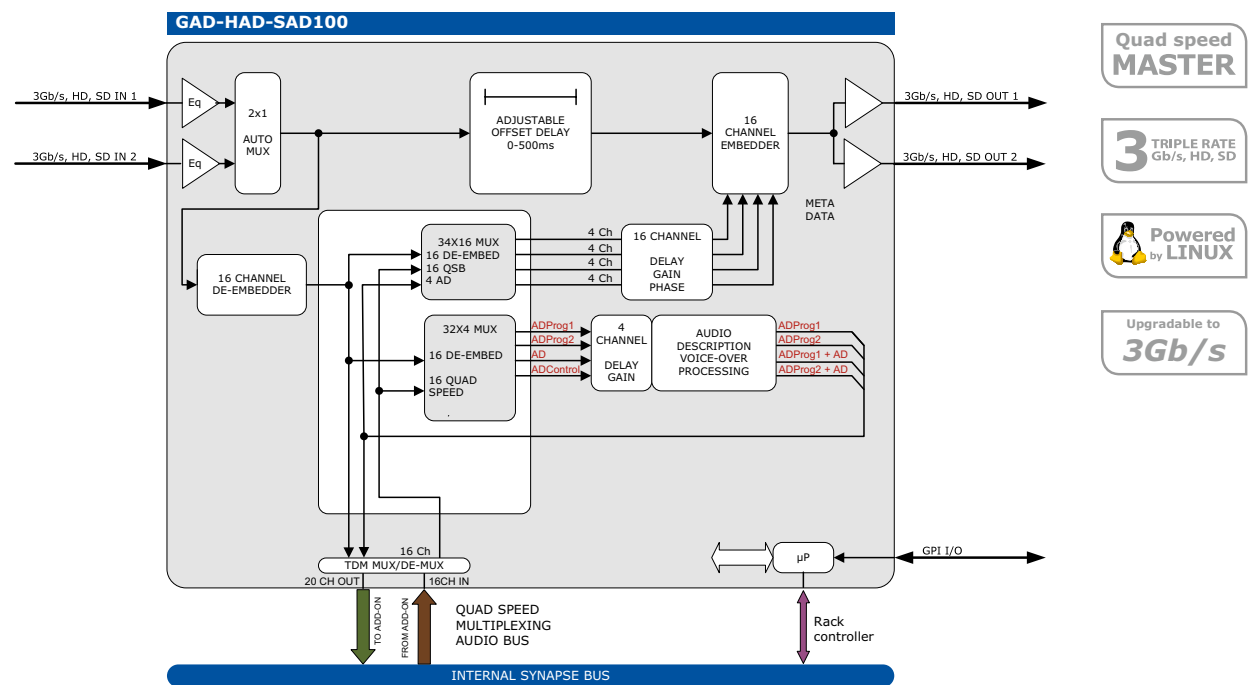 GAD-HAD-SAD100
3Gb/s, HD, SD IN 1
3Gb/s, HD, SD IN 2
Eq
Eq
2x1
AUTO
MUX
ADJUSTABLE
OFFSET DELAY
0-500ms
16
CHANNEL
EMBEDDER
3Gb/s, HD, SD OUT 1
3Gb/s, HD, SD OUT 2
META
DATA
16 CHANNEL
DE-EMBEDDER
34X16 MUX
16 DE-EMBED
16 QSB
4 AD
4 Ch
4 Ch
4 Ch
4 Ch
16 CHANNEL
DELAY
GAIN
PHASE
32X4 MUX
16 DE-EMBED
16 QUAD
SPEED
.
ADProg1
ADProg2
AD
ADControl
4
CHANNEL
DELAY
GAIN
AUDIO
DESCRIPTION
VOICE-OVER
PROCESSING
ADProg1
ADProg2
ADProg1 + AD
ADProg2 + AD
16 Ch
TDM MUX/DE-MUX
20 CH OUT
16CH IN
TO ADD-ON
FROM ADD-ON
QUAD SPEED
MULTIPLEXING
AUDIO BUS
µP
GPI I/O
Rack
controller
INTERNAL SYNAPSE BUS
Quad speed
MASTER
3 TRIPLE RATE
Gb/s, HD, SD
Powered
by LINUX
Upgradable to
3Gb/s